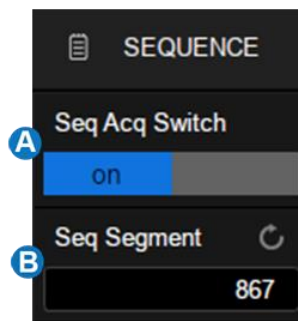 SEQUENCE
Seq Acq Switch
A
on
Seq Segment
B
867